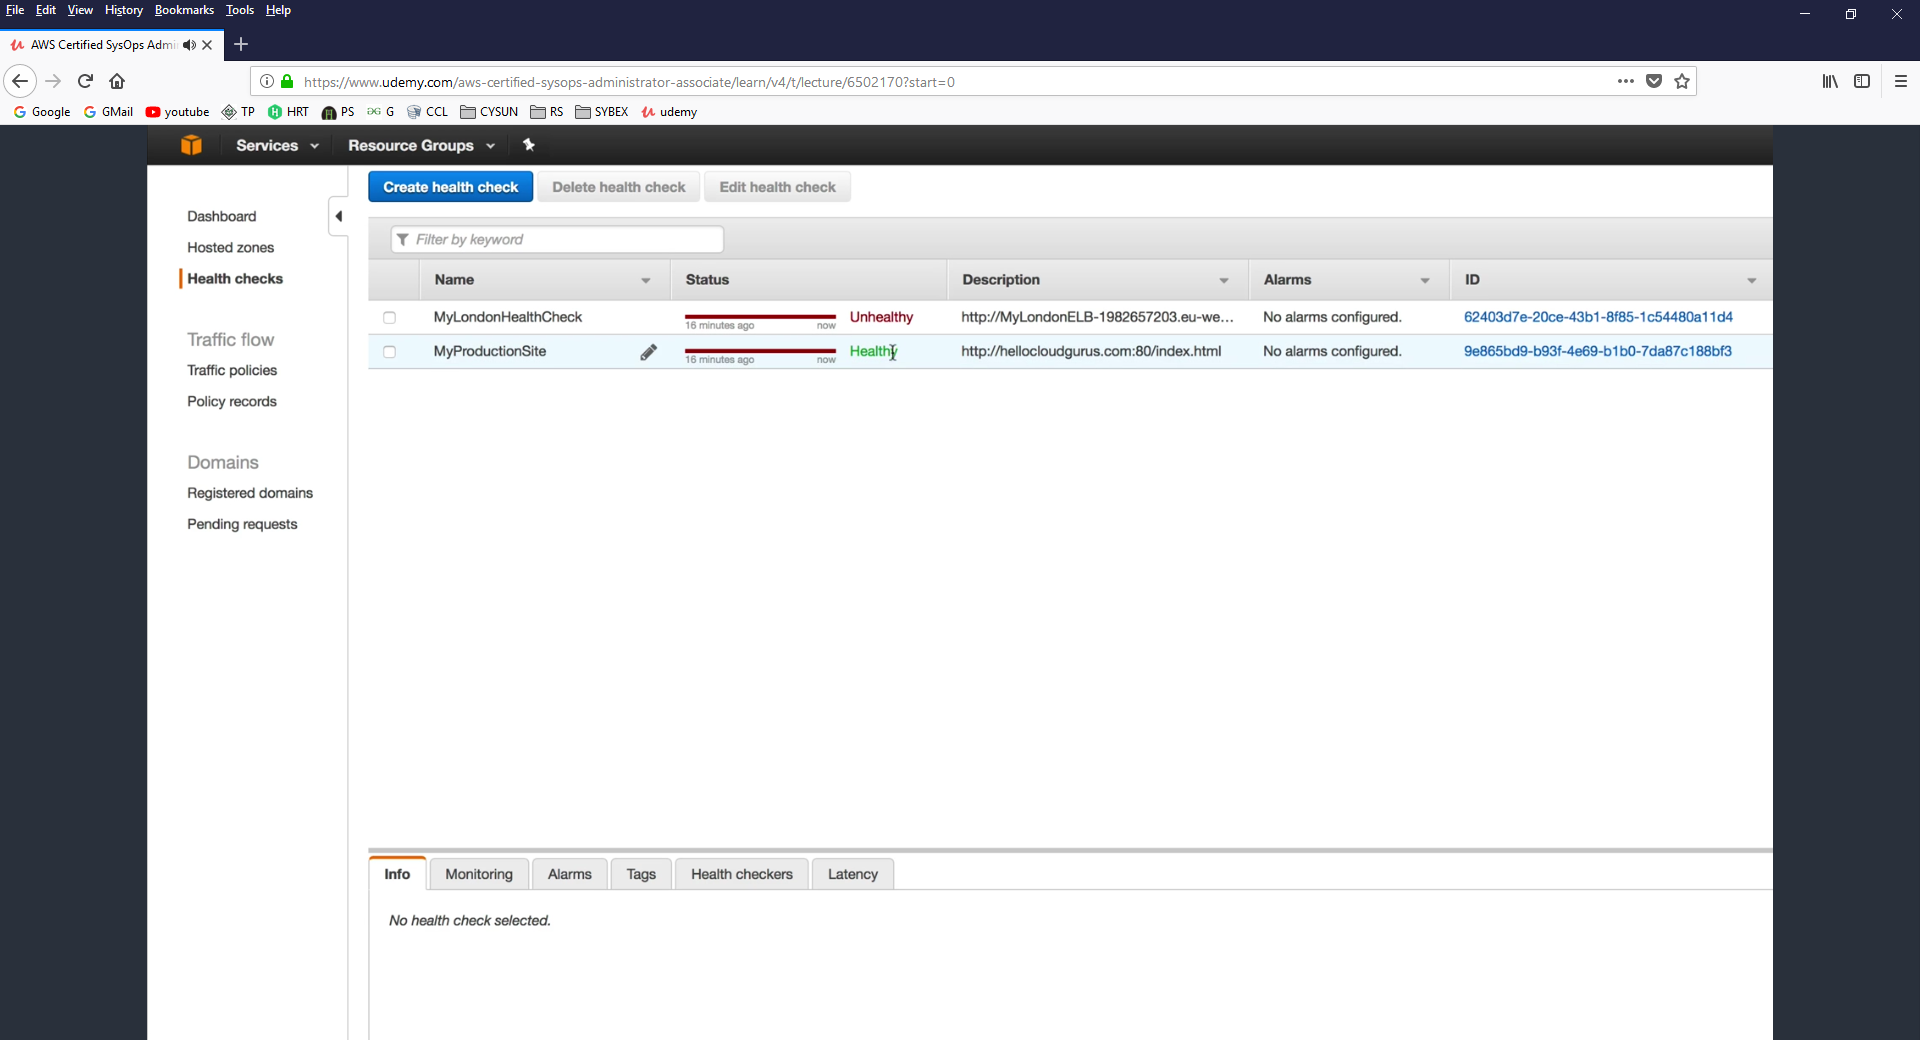 File Edit View History Bookmarks Tools Help
AWS Certified SysOps Admi
https://www.udemy.com/aws-certified-sysops-administrator-associate/learn/v4/t/lecture/6502170?start=0
Google GMail youtube TP HRT PS G CCL CYSUN RS SYBEX udemy
Services Resource Groups
Create health check Delete health check Edit health check
Dashboard
Hosted zones
Health checks
Traffic flow
Traffic policies
Policy records
Domains
Registered domains
Pending requests
Filter by keyword
Name Status Description Alarms ID
MyLondonHealthCheck 16 minutes ago now Unhealthy http://MyLondonELB-1982657203.eu-we... No alarms configured. 62403d7e-20ce-43b1-8f85-1c54480a11d4
MyProductionSite 16 minutes ago now Healthy http://hellocloudgurus.com:80/index.html No alarms configured. 9e865bd9-b93f-4e69-b1b0-7da87c188bf3
Info Monitoring Alarms Tags Health checkers Latency
No health check selected.